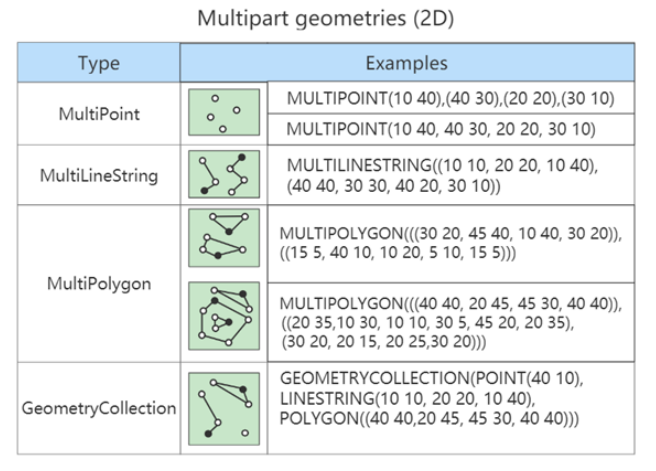 Multipart geometries (2D)
Type
Examples
MultiPoint
MULTIPOINT(10 40),(40 30),(20 20),(30 10)
MULTIPOINT(10 40, 40 30, 20 20, 30 10)
MultiLineString
MULTILINESTRING((10 10, 20 20, 10 40),
(40 40, 30 30, 40 20, 30 10))
MultiPolygon
MULTIPOLYGON(((30 20, 45 40, 10 40, 30 20)),
((15 5, 40 10, 10 20, 5 10, 15 5)))
MULTIPOLYGON(((40 40, 20 45, 45 30, 40 40)),
((20 35,10 30, 10 10, 30 5, 45 20, 20 35),
(30 20, 20 15, 20 25,30 20)))
GeometryCollection
GEOMETRYCOLLECTION(POINT(40 10),
LINESTRING(10 10, 20 20, 10 40),
POLYGON((40 40,20 45, 45 30, 40 40)))